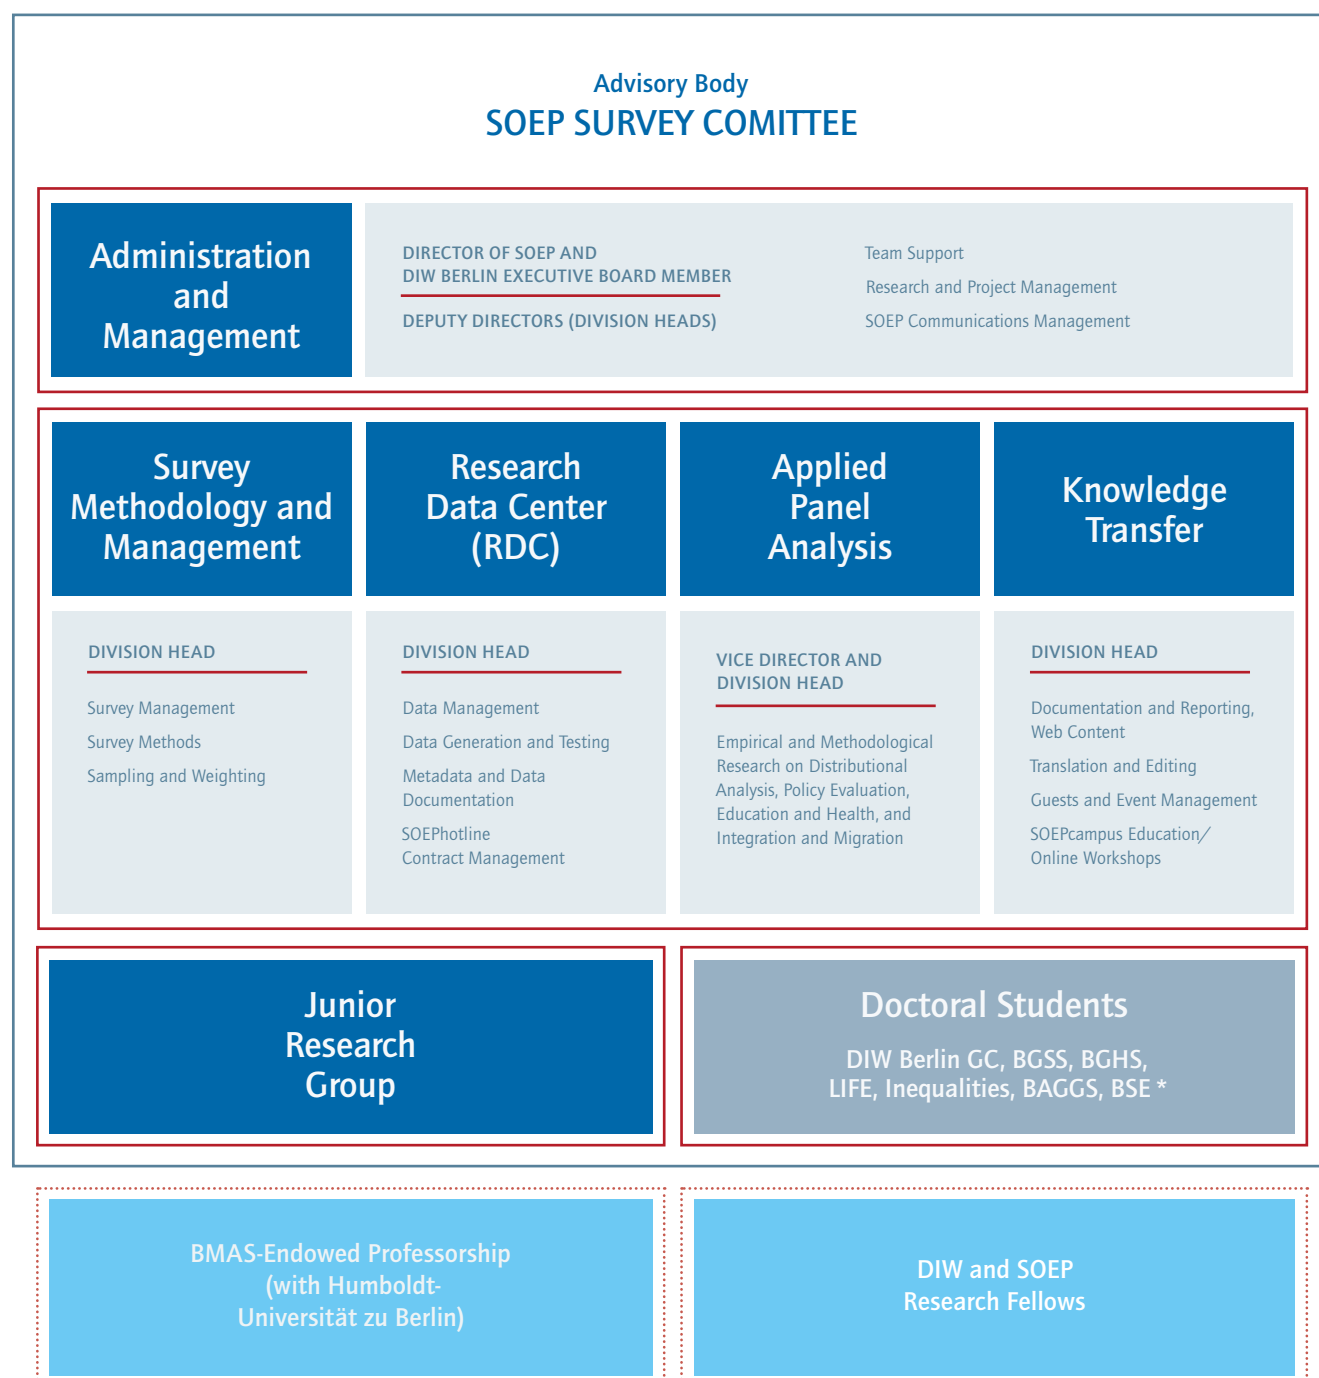 Advisory Body
SOEP SURVEY COMITTEE
Administration
and
Management
DIRECTOR OF SOEP AND
DIW BERLIN EXECUTIVE BOARD MEMBER
DEPUTY DIRECTORS (DIVISION HEADS)
Team Support
Research and Project Management
SOEP Communications Management
Survey
Methodology and
Management
Research
Data Center
(RDC)
Applied
Panel
Analysis
Knowledge
Transfer
DIVISION HEAD
Survey Management
Survey Methods
Sampling and Weighting
DIVISION HEAD
Data Management
Data Generation and Testing
Metadata and Data
Documentation
SOEPhotline
Contract Management
VICE DIRECTOR AND
DIVISION HEAD
Empirical and Methodological
Research on Distributional
Analysis, Policy Evaluation,
Education and Health, and
Integration and Migration
DIVISION HEAD
Documentation and Reporting,
Web Content
Translation and Editing
Guests and Event Management
SOEPcampus Education/
Online Workshops
Junior
Research
Group
Doctoral Students
DIW Berlin GC, BGSS, BGHS,
LIFE, Inequalities, BAGGS, BSE *
BMAS-Endowed Professorship
(with Humboldt-
Universität zu Berlin)
DIW and SOEP
Research Fellows